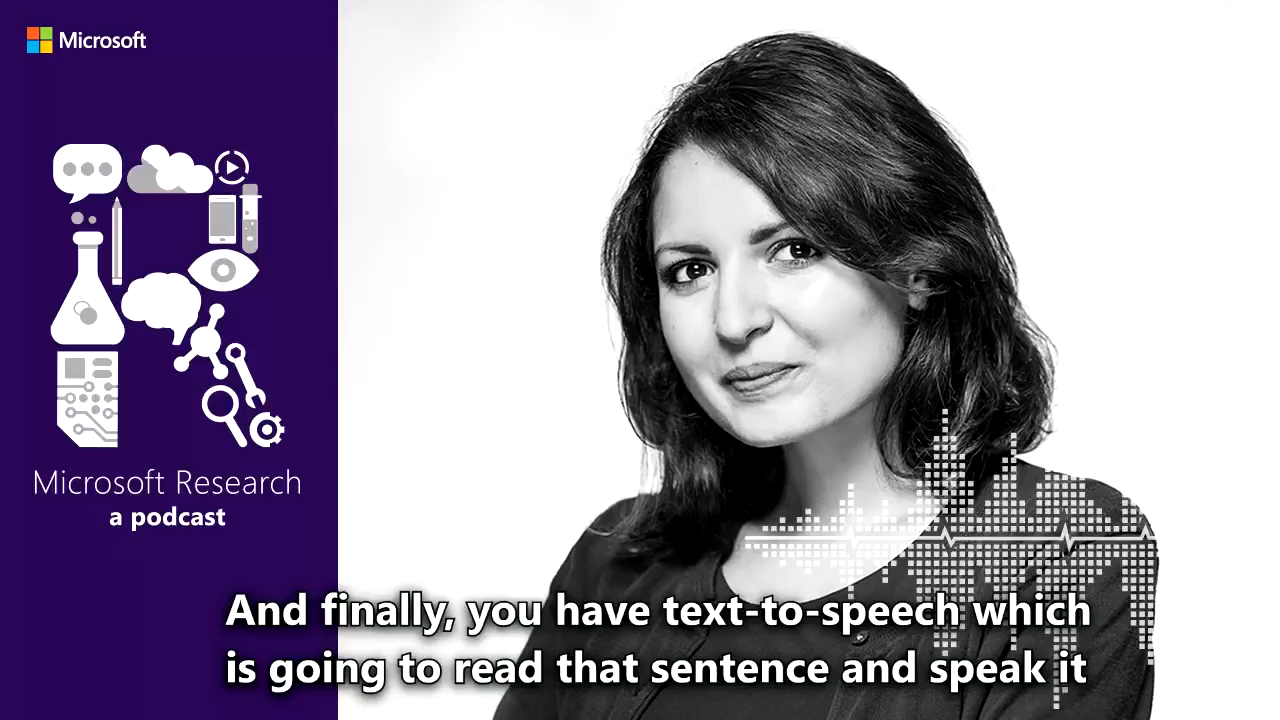 Microsoft
Microsoft Research
a podcast
And finally, you have text-to-speech which
is going to read that sentence and speak it